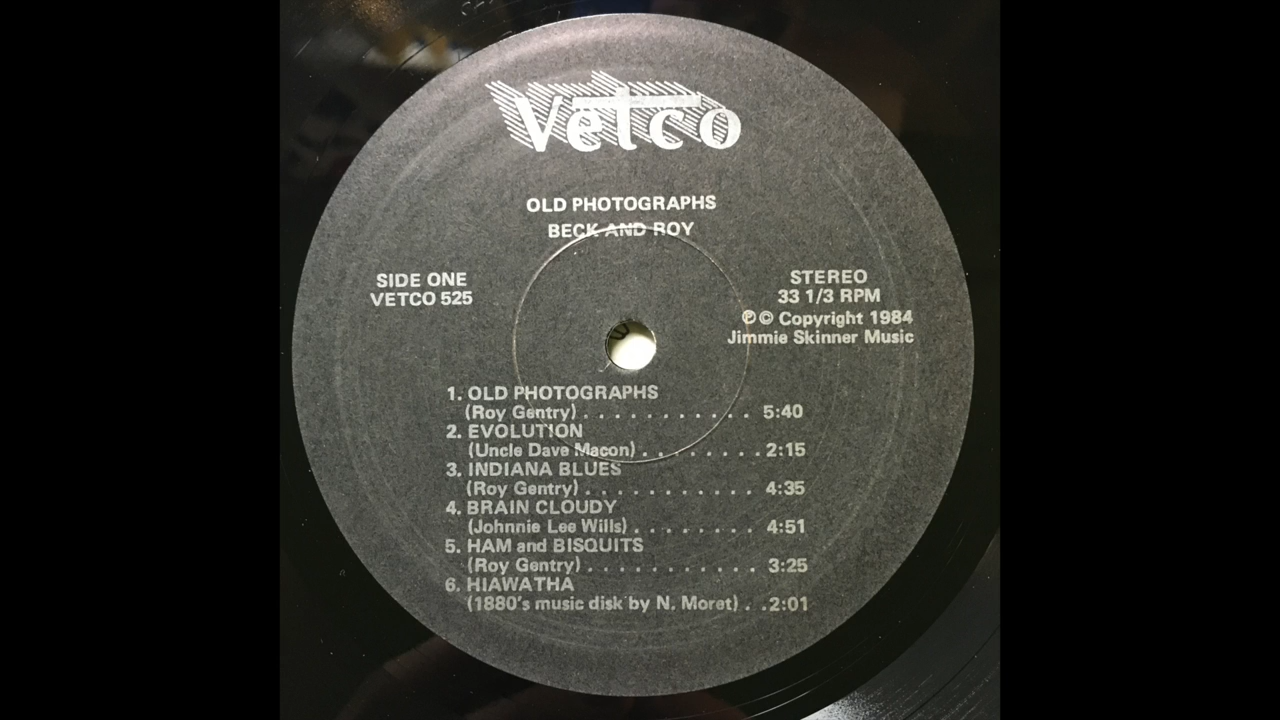 Vetco
OLD PHOTOGRAPHS
BECK AND ROY
SIDE ONE
VETCO 525
STEREO
33 1/3 RPM
℗© Copyright 1984
Jimmie Skinner Music
1. OLD PHOTOGRAPHS
(Roy Gentry) . . . . . . . . . . . 5:40
2. EVOLUTION
(Uncle Dave Macon) . . . . . . . . 2:15
3. INDIANA BLUES
(Roy Gentry) . . . . . . . . . . . 4:35
4. BRAIN CLOUDY
(Johnnie Lee Wills) . . . . . . . . 4:51
5. HAM and BISQUITS
(Roy Gentry) . . . . . . . . . . . 3:25
6. HIAWATHA
(1880's music disk by N. Moret) . . 2:01